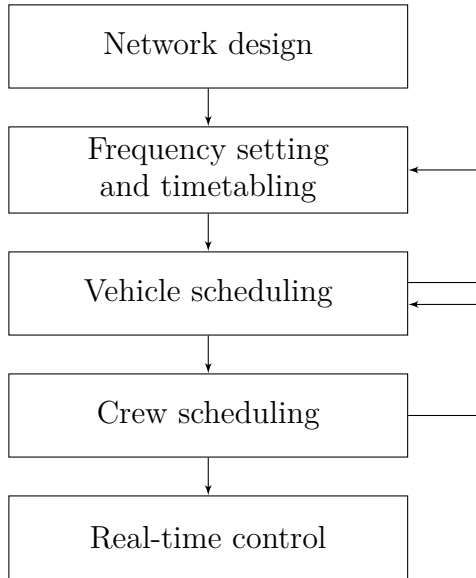 Network design
Frequency setting
and timetabling
Vehicle scheduling
Crew scheduling
Real-time control